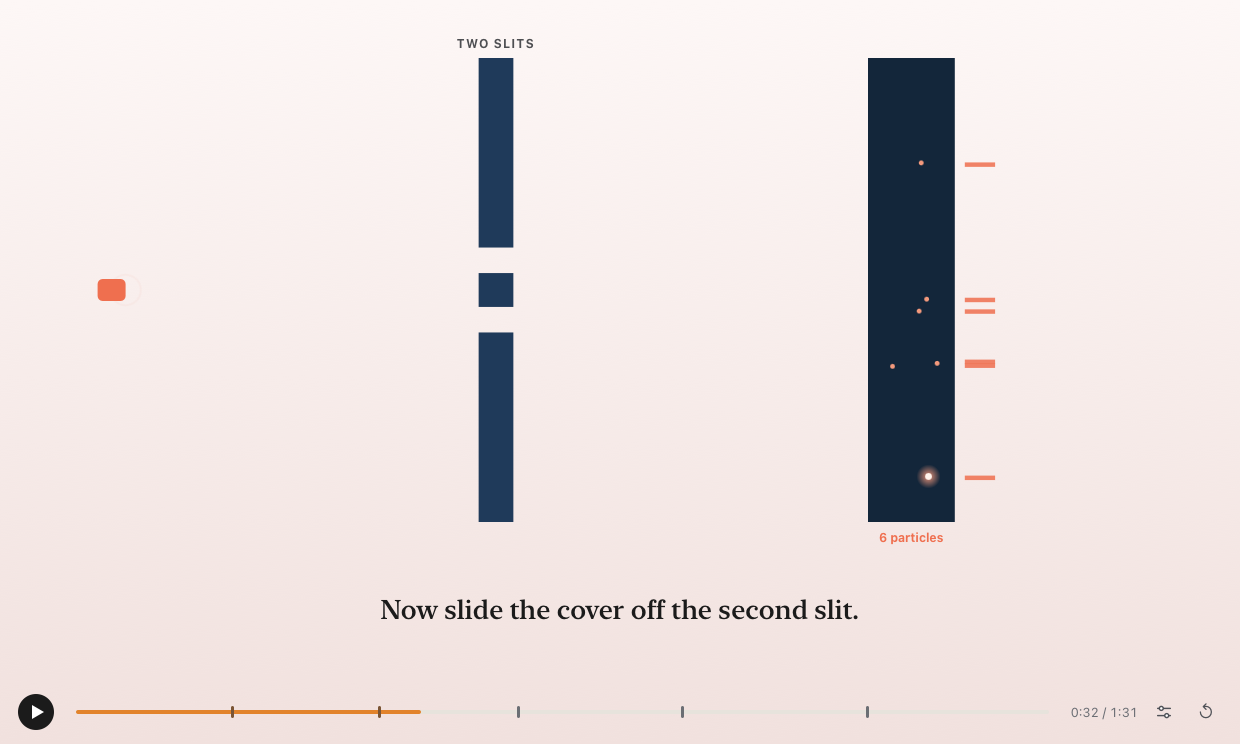 TWO SLITS
6 particles
Now slide the cover off the second slit.
0:32 / 1:31